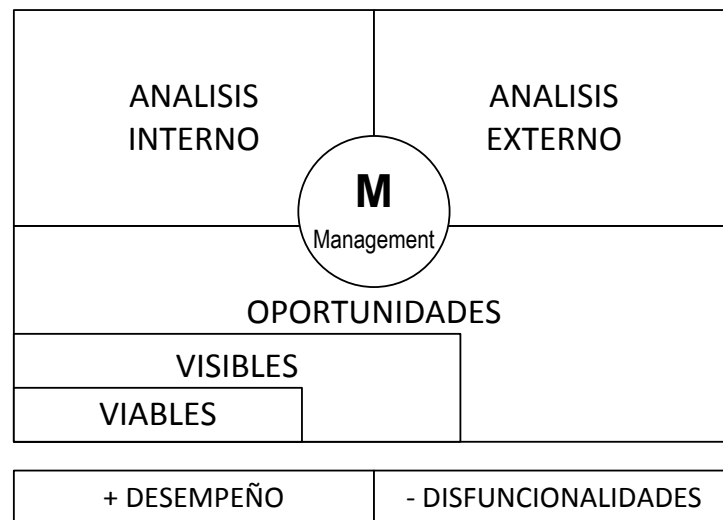 ANALISIS
INTERNO
ANALISIS
EXTERNO
M
Management
OPORTUNIDADES
VISIBLES
VIABLES
+ DESEMPEÑO
- DISFUNCIONALIDADES